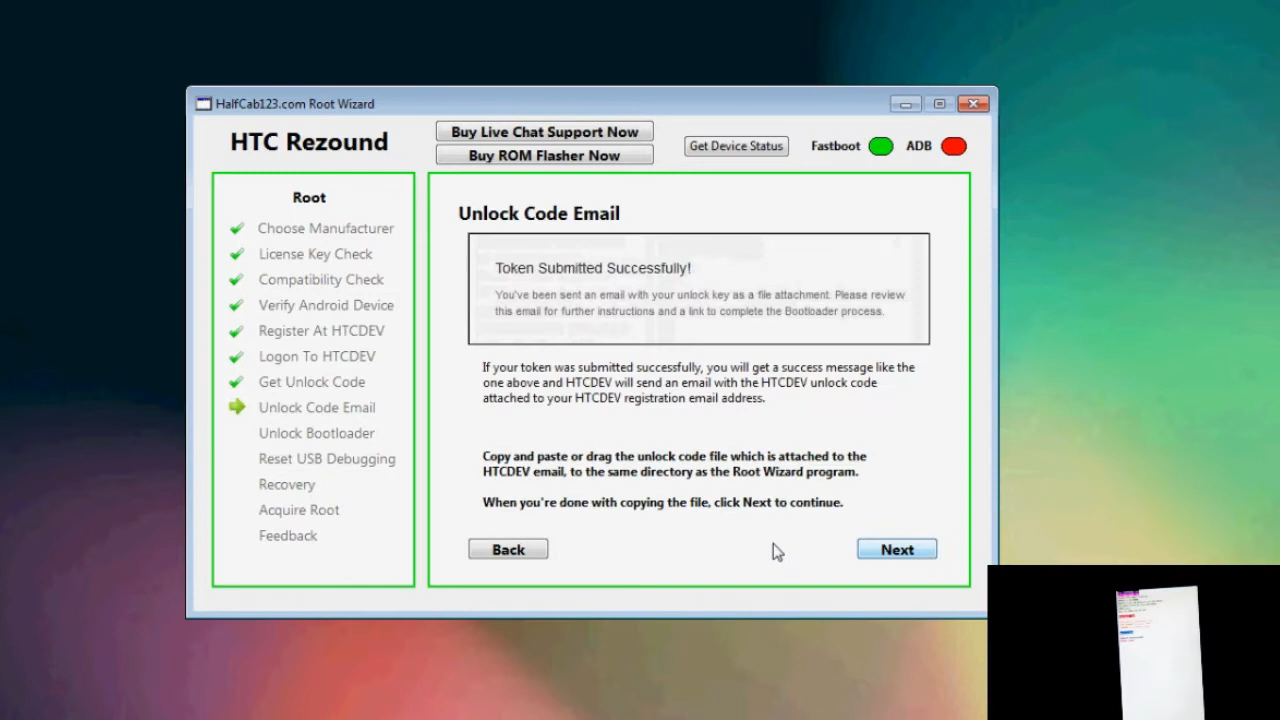 HalfCab123.com Root Wizard
HTC Rezound
Buy Live Chat Support Now
Buy ROM Flasher Now
Get Device Status
Fastboot
ADB
Root
Choose Manufacturer
License Key Check
Compatibility Check
Verify Android Device
Register At HTCDEV
Logon To HTCDEV
Get Unlock Code
Unlock Code Email
Unlock Bootloader
Reset USB Debugging
Recovery
Acquire Root
Feedback
Unlock Code Email
Token Submitted Successfully!
You've been sent an email with your unlock key as a file attachment. Please review
this email for further instructions and a link to complete the Bootloader process.
If your token was submitted successfully, you will get a success message like the
one above and HTCDEV will send an email with the HTCDEV unlock code
attached to your HTCDEV registration email address.
Copy and paste or drag the unlock code file which is attached to the
HTCDEV email, to the same directory as the Root Wizard program.
When you're done with copying the file, click Next to continue.
Back
Next